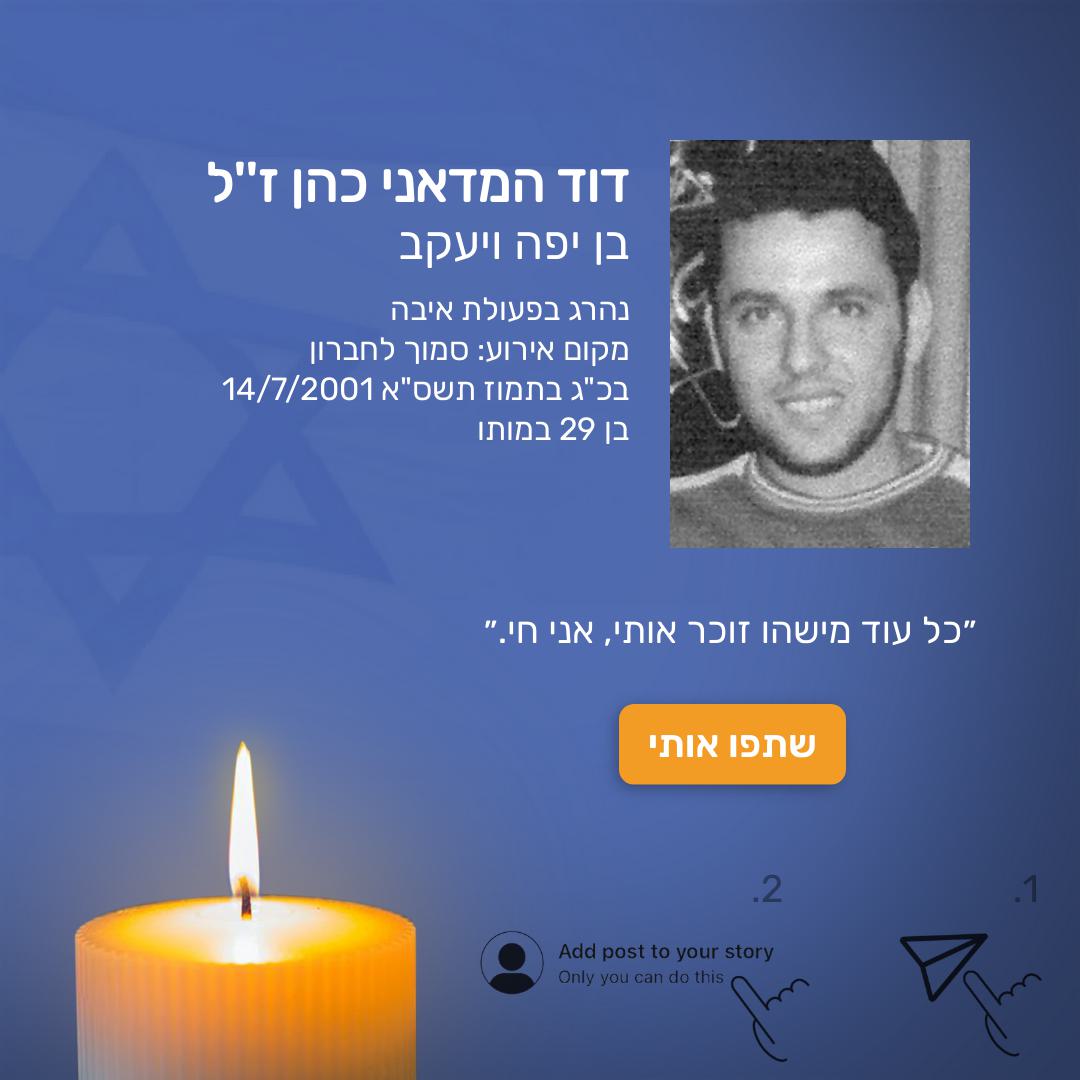 דוד המדאני כהן ז"ל
בן יפה ויעקב
נהרג בפעולת איבה
מקום אירוע: סמוך לחברון
בכ"ג בתמוז תשס"א 14/7/2001
בן 29 במותו
״כל עוד מישהו זוכר אותי, אני חי.״
שתפו אותי
1.
2.
Add post to your story
Only you can do this